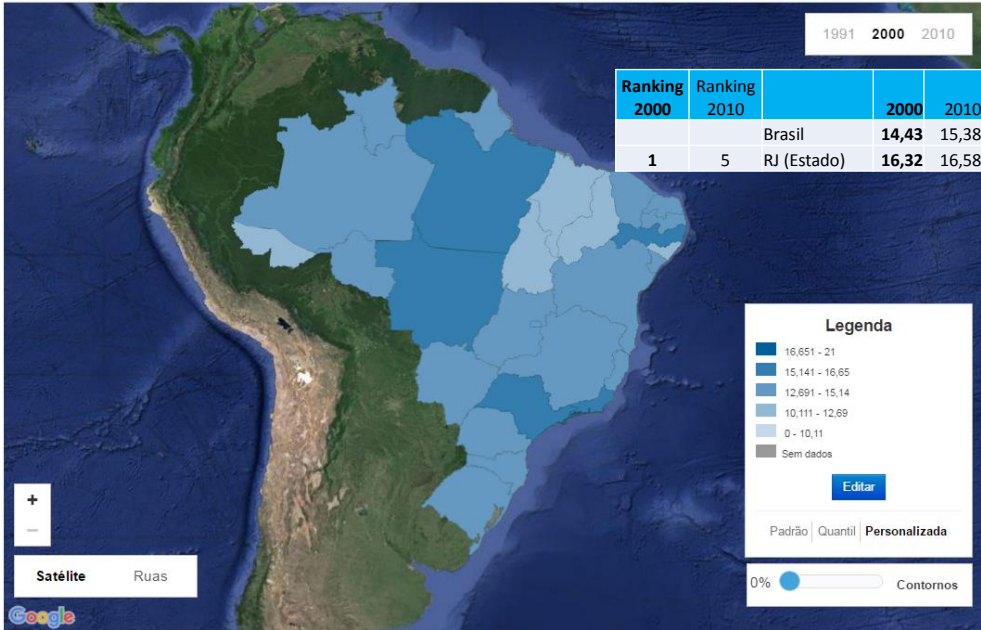 1991 2000 2010
Ranking 2000 Ranking 2010 2000 2010
Brasil 14,43 15,38
1 5 RJ (Estado) 16,32 16,58
Legenda
16,651 - 21
15,141 - 16,65
12,691 - 15,14
10,111 - 12,69
0 - 10,11
Sem dados
Editar
Padrão Quantil Personalizada
0% Contornos
+
−
Satélite Ruas
Google